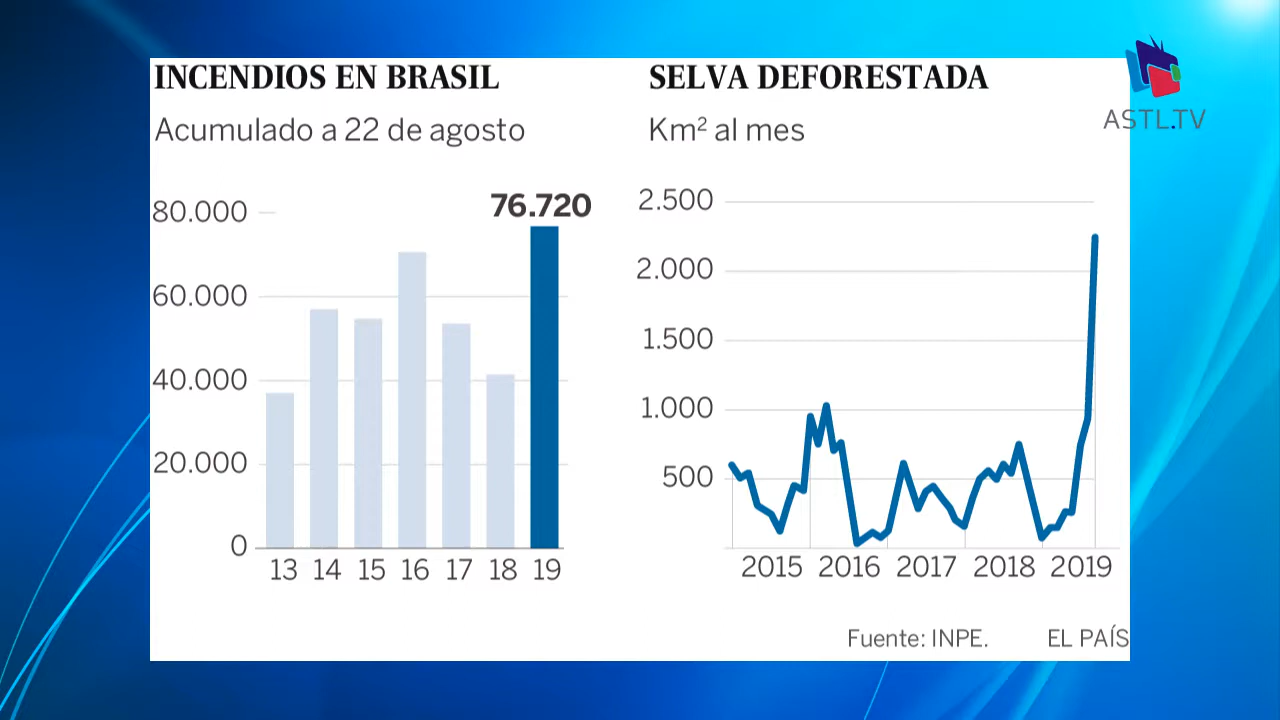 INCENDIOS EN BRASIL
Acumulado a 22 de agosto
80.000
76.720
60.000
40.000
20.000
0
13 14 15 16 17 18 19
SELVA DEFORESTADA
Km² al mes
2.500
2.000
1.500
1.000
500
2015 2016 2017 2018 2019
Fuente: INPE. EL PAÍS
ASTL.TV